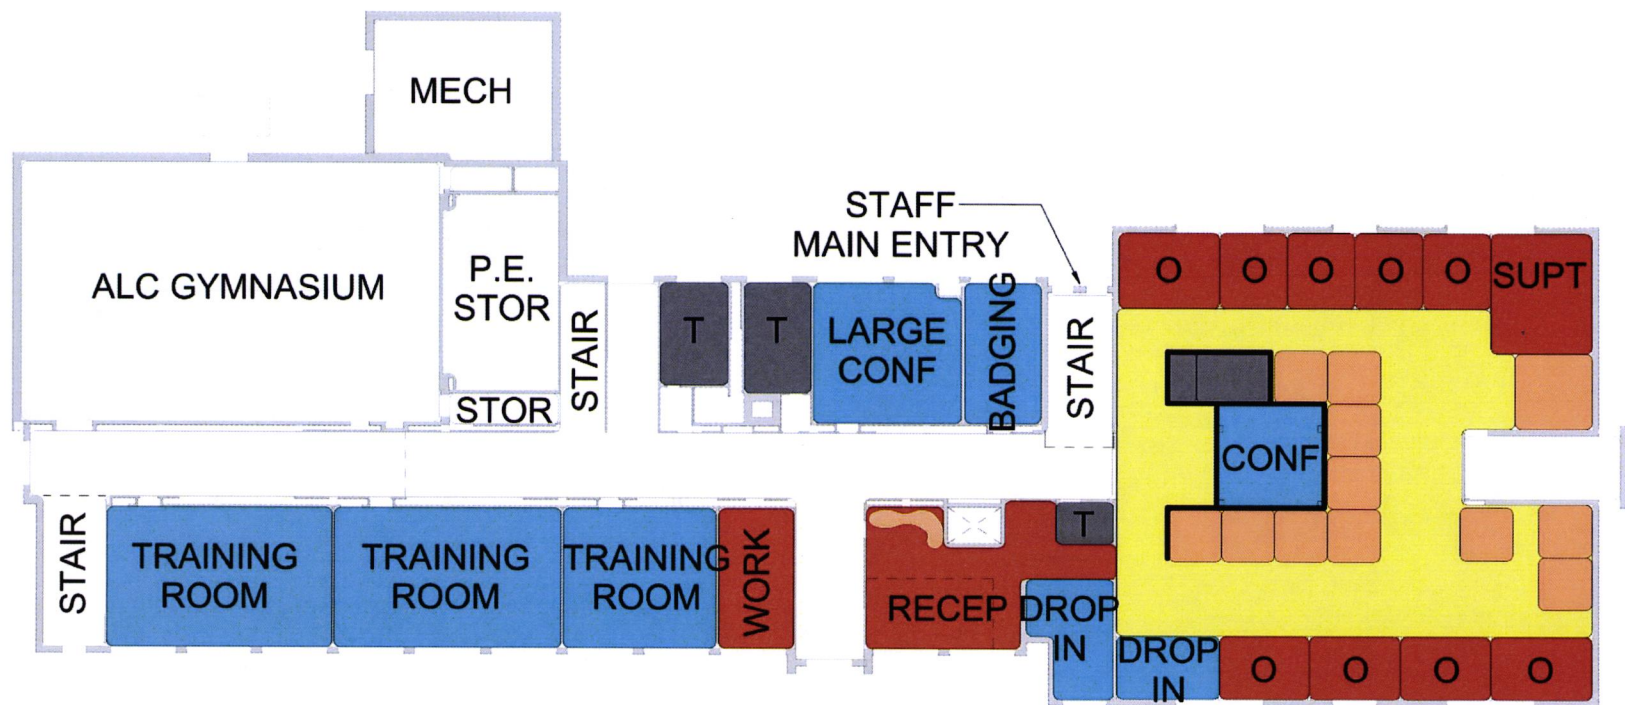 MECH
STAFF
MAIN ENTRY
ALC GYMNASIUM
P.E.
STOR
STOR
STAIR
T
T
LARGE
CONF
BADGING
STAIR
O
O
O
O
O
SUPT
CONF
STAIR
TRAINING
ROOM
TRAINING
ROOM
TRAINING
ROOM
WORK
RECEP
T
DROP
IN
DROP
IN
O
O
O
O